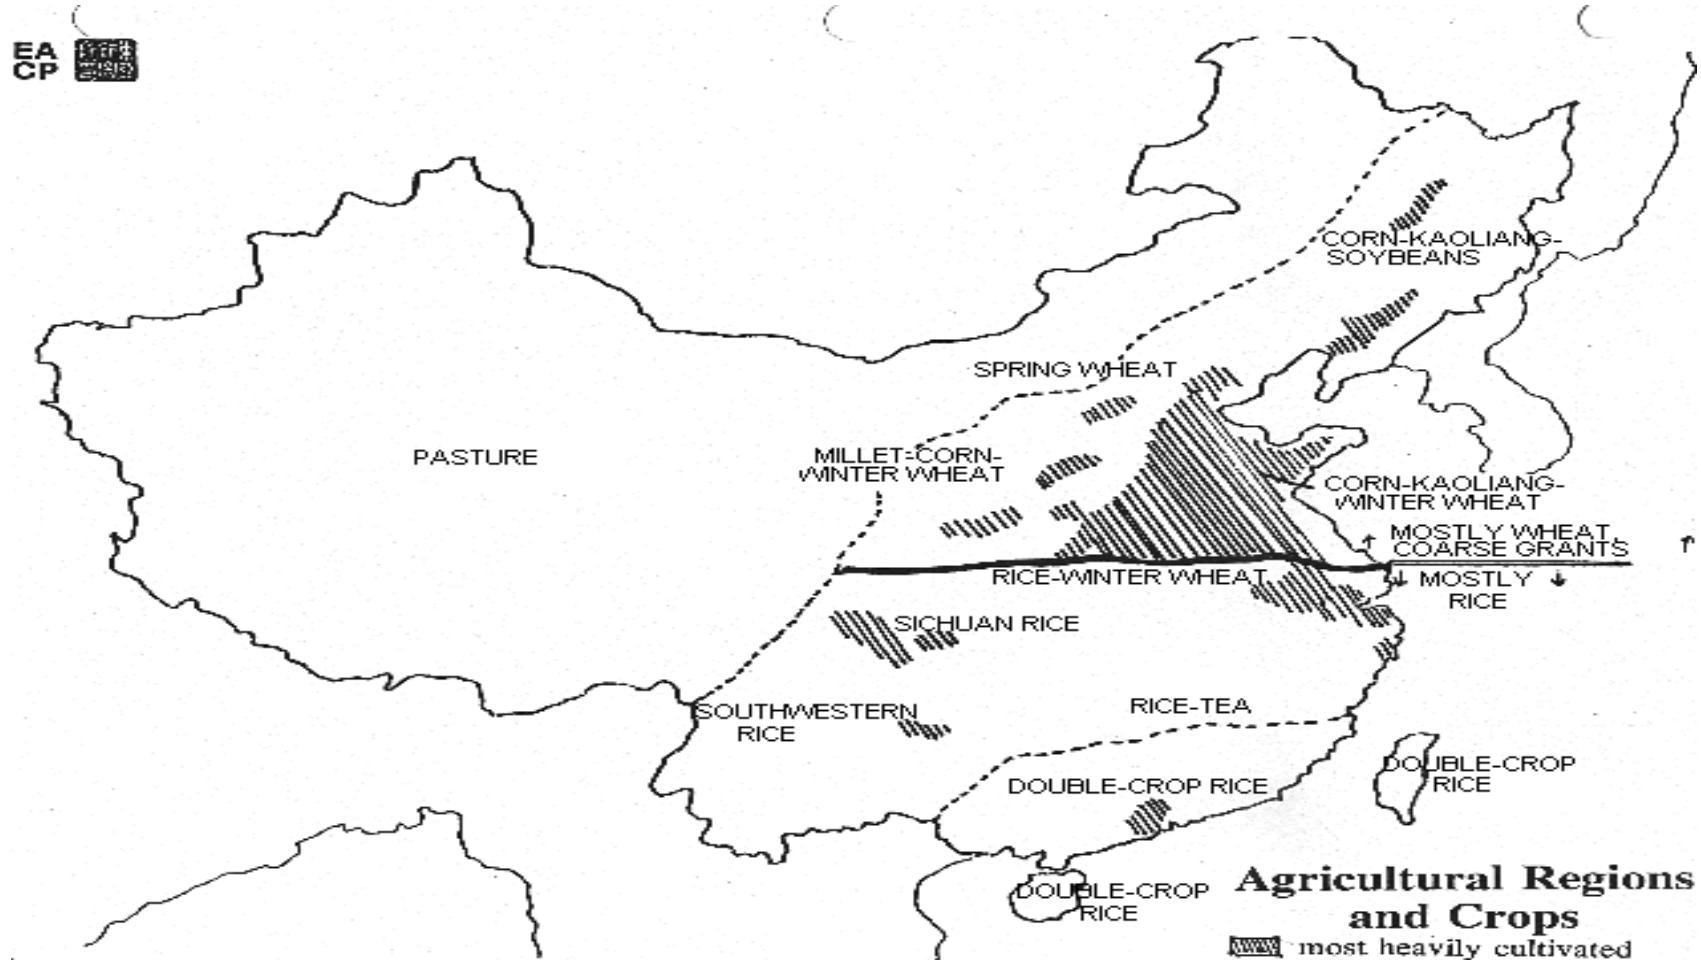 EA
CP
CORN-KAOLIANG-
SOYBEANS
SPRING WHEAT
PASTURE
MILLET-CORN-
WINTER WHEAT
CORN-KAOLIANG-
WINTER WHEAT
MOSTLY WHEAT,
COARSE GRANTS
RICE-WINTER WHEAT
MOSTLY
RICE
SICHUAN RICE
SOUTHWESTERN
RICE
RICE-TEA
DOUBLE-CROP
RICE
DOUBLE-CROP RICE
DOUBLE-CROP
RICE
Agricultural Regions
and Crops
most heavily cultivated